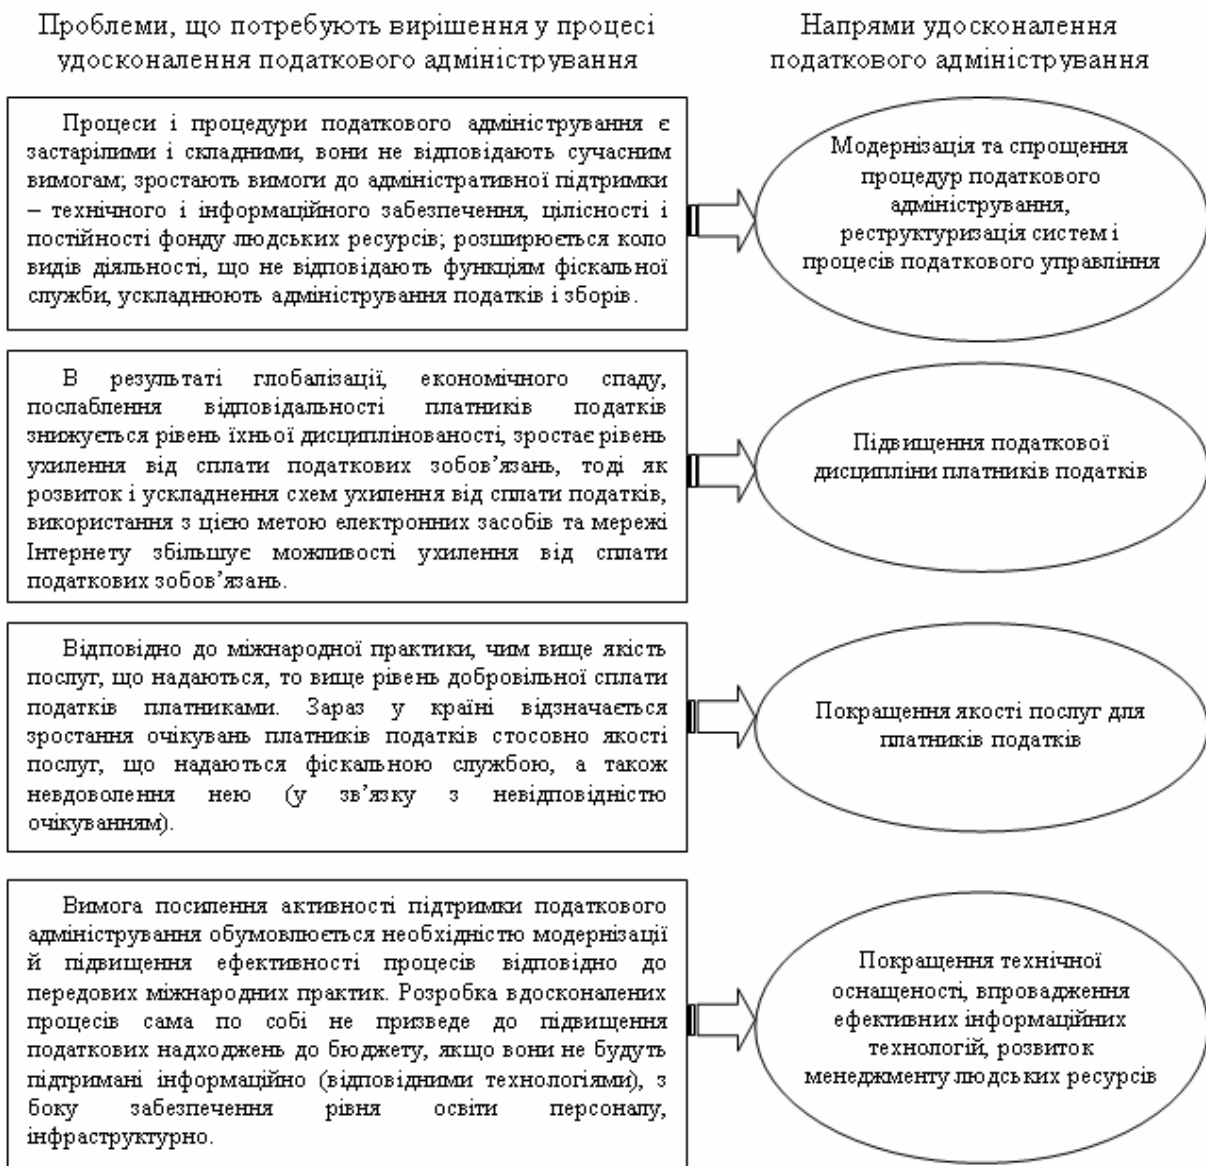 Проблеми, що потребують вирішення у процесі
удосконалення податкового адміністрування
Напрями удосконалення
податкового адміністрування
Процеси і процедури податкового адміністрування є
застарілими і складними, вони не відповідають сучасним
вимогам; зростають вимоги до адміністративної підтримки
– технічного і інформаційного забезпечення, цілісності і
постійності фонду людських ресурсів; розширюється коло
видів діяльності, що не відповідають функціям фіскальної
служби, ускладнюють адміністрування податків і зборів.
Модернізація та спрощення
процедур податкового
адміністрування,
реструктуризація систем і
процесів податкового управління
В результаті глобалізації, економічного спаду,
послаблення відповідальності платників податків
знижується рівень їхньої дисциплінованості, зростає рівень
ухилення від сплати податкових зобов’язань, тоді як
розвиток і ускладнення схем ухилення від сплати податків,
використання з цією метою електронних засобів та мережі
Інтернету збільшує можливості ухилення від сплати
податкових зобов’язань.
Підвищення податкової
дисципліни платників податків
Відповідно до міжнародної практики, чим вище якість
послуг, що надаються, то вище рівень добровільної сплати
податків платниками. Зараз у країні відзначається
зростання очікувань платників податків стосовно якості
послуг, що надаються фіскальною службою, а також
невдоволення нею (у зв’язку з невідповідністю
очікуванням).
Покращення якості послуг для
платників податків
Вимога посилення активності підтримки податкового
адміністрування обумовлюється необхідністю модернізації
й підвищення ефективності процесів відповідно до
передових міжнародних практик. Розробка вдосконалених
процесів сама по собі не призведе до підвищення
податкових надходжень до бюджету, якщо вони не будуть
підтримані інформаційно (відповідними технологіями), з
боку забезпечення рівня освіти персоналу,
інфраструктурно.
Покращення технічної
оснащеності, впровадження
ефективних інформаційних
технологій, розвиток
менеджменту людських ресурсів